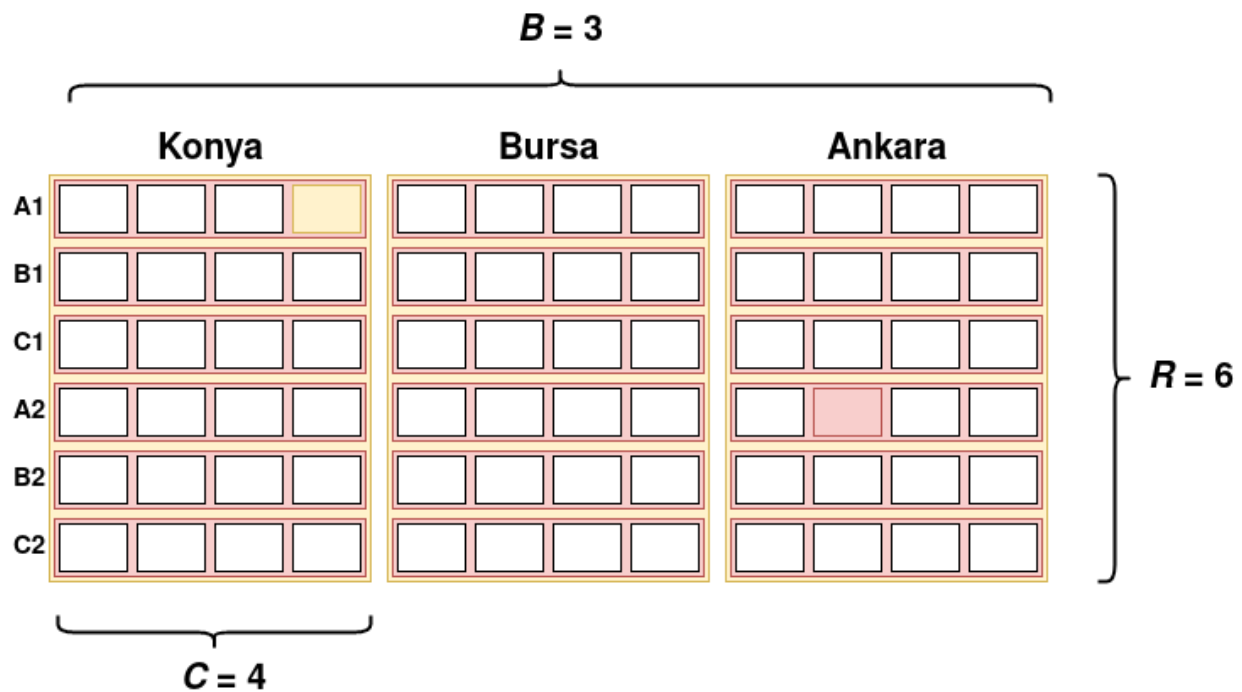 B = 3
Konya Bursa Ankara
A1
B1
C1
A2
R = 6
B2
C2
C = 4